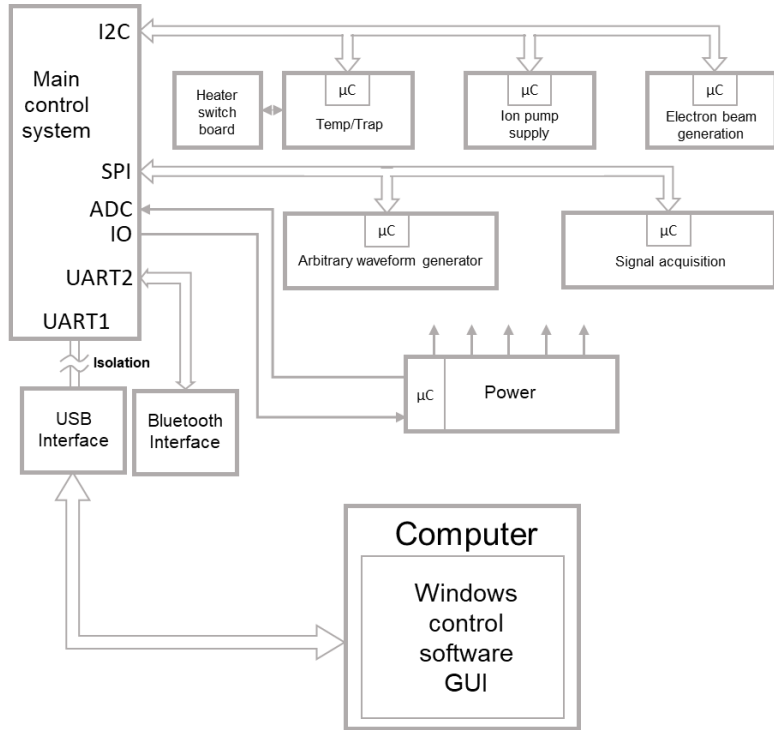 I2C
Main
control
system
µC
µC
µC
Heater
switch
board
Temp/Trap
Ion pump
supply
Electron beam
generation
SPI
ADC
IO
µC
µC
Arbitrary waveform generator
Signal acquisition
UART2
UART1
Isolation
USB
Interface
Bluetooth
Interface
µC
Power
Computer
Windows
control
software
GUI